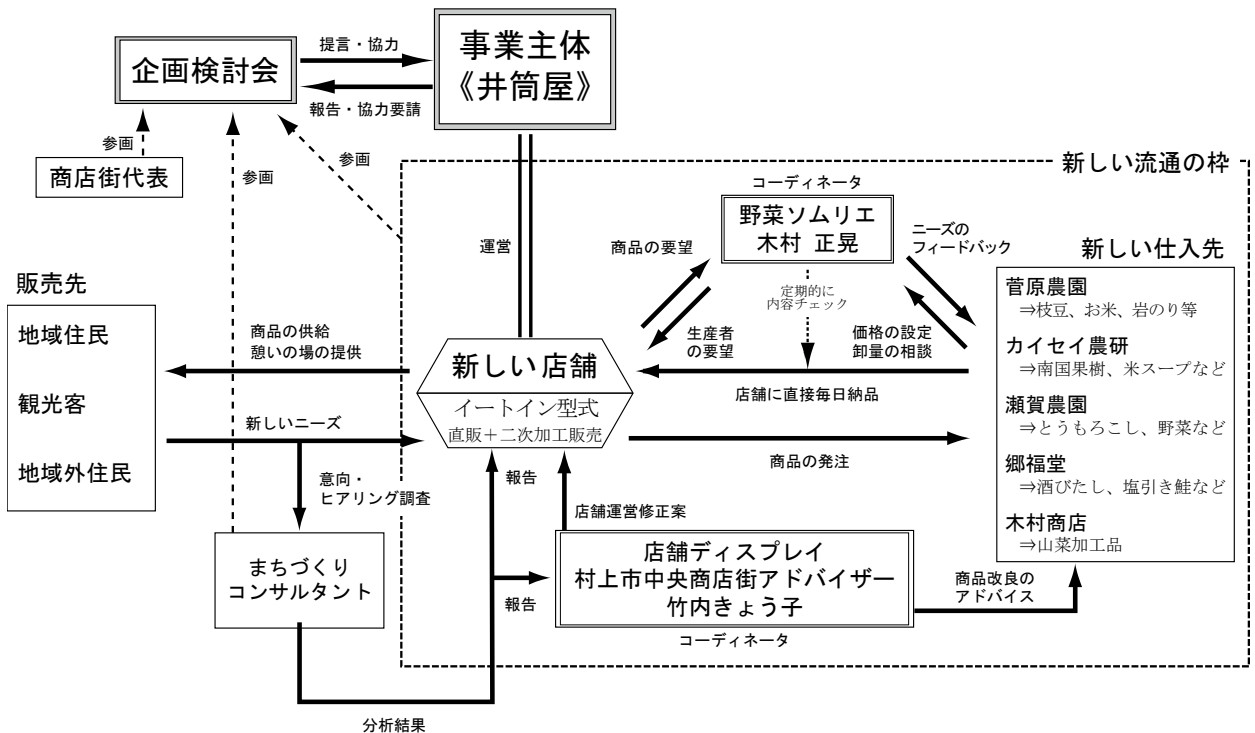 企画検討会
提言・協力
報告・協力要請
事業主体
《井筒屋》
参画
商店街代表
参画
参画
運営
新しい流通の枠
コーディネータ
野菜ソムリエ
木村 正晃
商品の要望
生産者
の要望
定期的に
内容チェック
ニーズの
フィードバック
価格の設定
卸量の相談
店舗に直接毎日納品
商品の発注
新しい仕入先
菅原農園
⇒枝豆、お米、岩のり等
カイセイ農研
⇒南国果樹、米スープなど
瀬賀農園
⇒とうもろこし、野菜など
郷福堂
⇒酒びたし、塩引き鮭など
木村商店
⇒山菜加工品
販売先
地域住民
観光客
地域外住民
商品の供給
憩いの場の提供
新しいニーズ
新しい店舗
イートイン型式
直販＋二次加工販売
意向・
ヒアリング調査
まちづくり
コンサルタント
報告
店舗運営修正案
報告
店舗ディスプレイ
村上市中央商店街アドバイザー
竹内きょう子
コーディネータ
商品改良の
アドバイス
分析結果